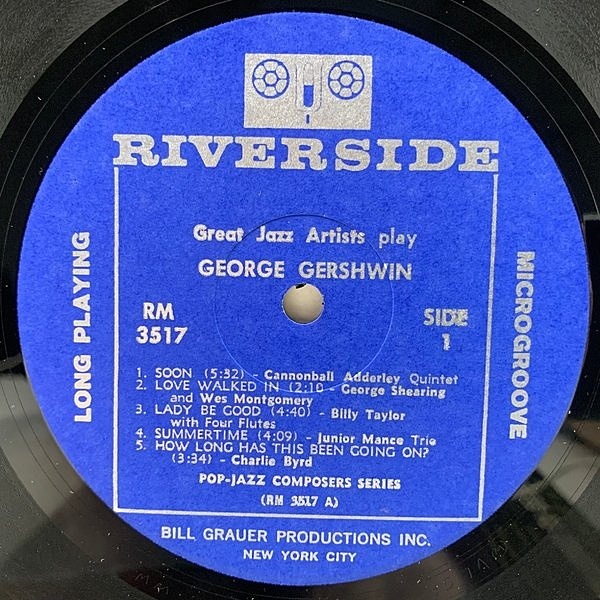 RIVERSIDE
Great Jazz Artists play
GEORGE GERSHWIN
RM
3517
SIDE
1
LONG PLAYING
MICROGROOVE
1. SOON (5:32) - Cannonball Adderley Quintet
2. LOVE WALKED IN (2:10 - George Shearing
and Wes Montgomery
3. LADY BE GOOD (4:40) - Billy Taylor
with Four Flutes
4. SUMMERTIME (4:09) - Junior Mance Trio
5. HOW LONG HAS THIS BEEN GOING ON?
(3:34) - Charlie Byrd
POP-JAZZ COMPOSERS SERIES
(RM 3517 A)
BILL GRAUER PRODUCTIONS INC.
NEW YORK CITY